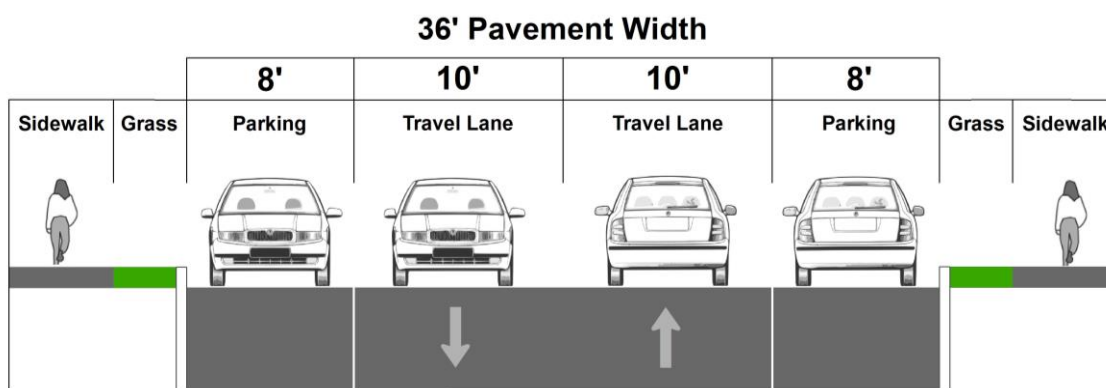 36' Pavement Width
8' 10' 10' 8'
Sidewalk Grass Parking Travel Lane Travel Lane Parking Grass Sidewalk